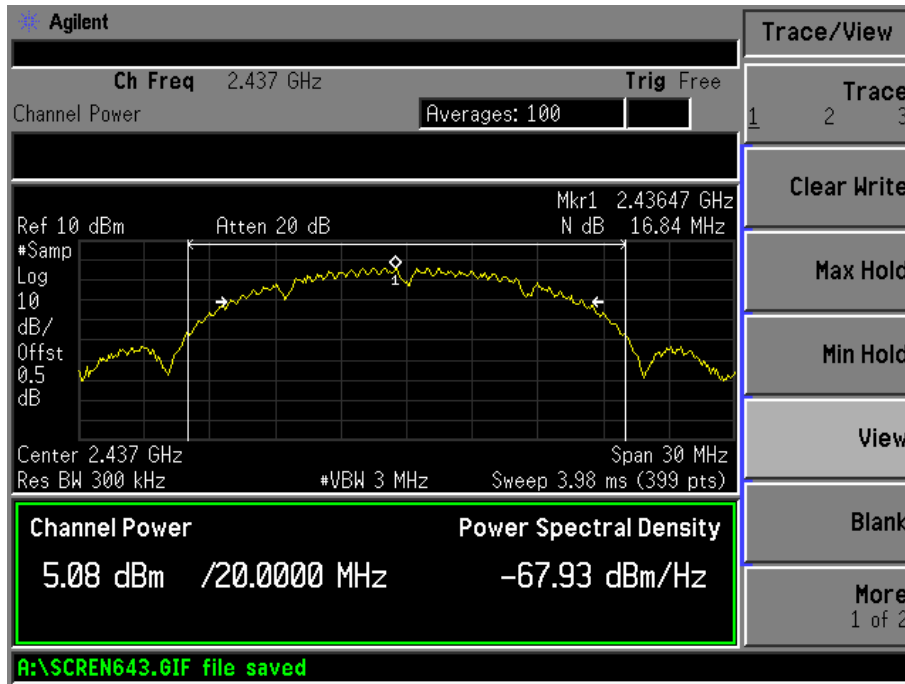 Agilent
Trace/View
Ch Freq 2.437 GHz Trig Free
Channel Power Averages: 100
Trace
1 2 3
Clear Write
Max Hold
Min Hold
View
Blank
More
1 of 2
Mkr1 2.43647 GHz
Ref 10 dBm Atten 20 dB N dB 16.84 MHz
#Samp
Log
10
dB/
Offst
0.5
dB
1
Center 2.437 GHz Span 30 MHz
Res BW 300 kHz #VBW 3 MHz Sweep 3.98 ms (399 pts)
Channel Power Power Spectral Density
5.08 dBm /20.0000 MHz -67.93 dBm/Hz
A:\SCREN643.GIF file saved